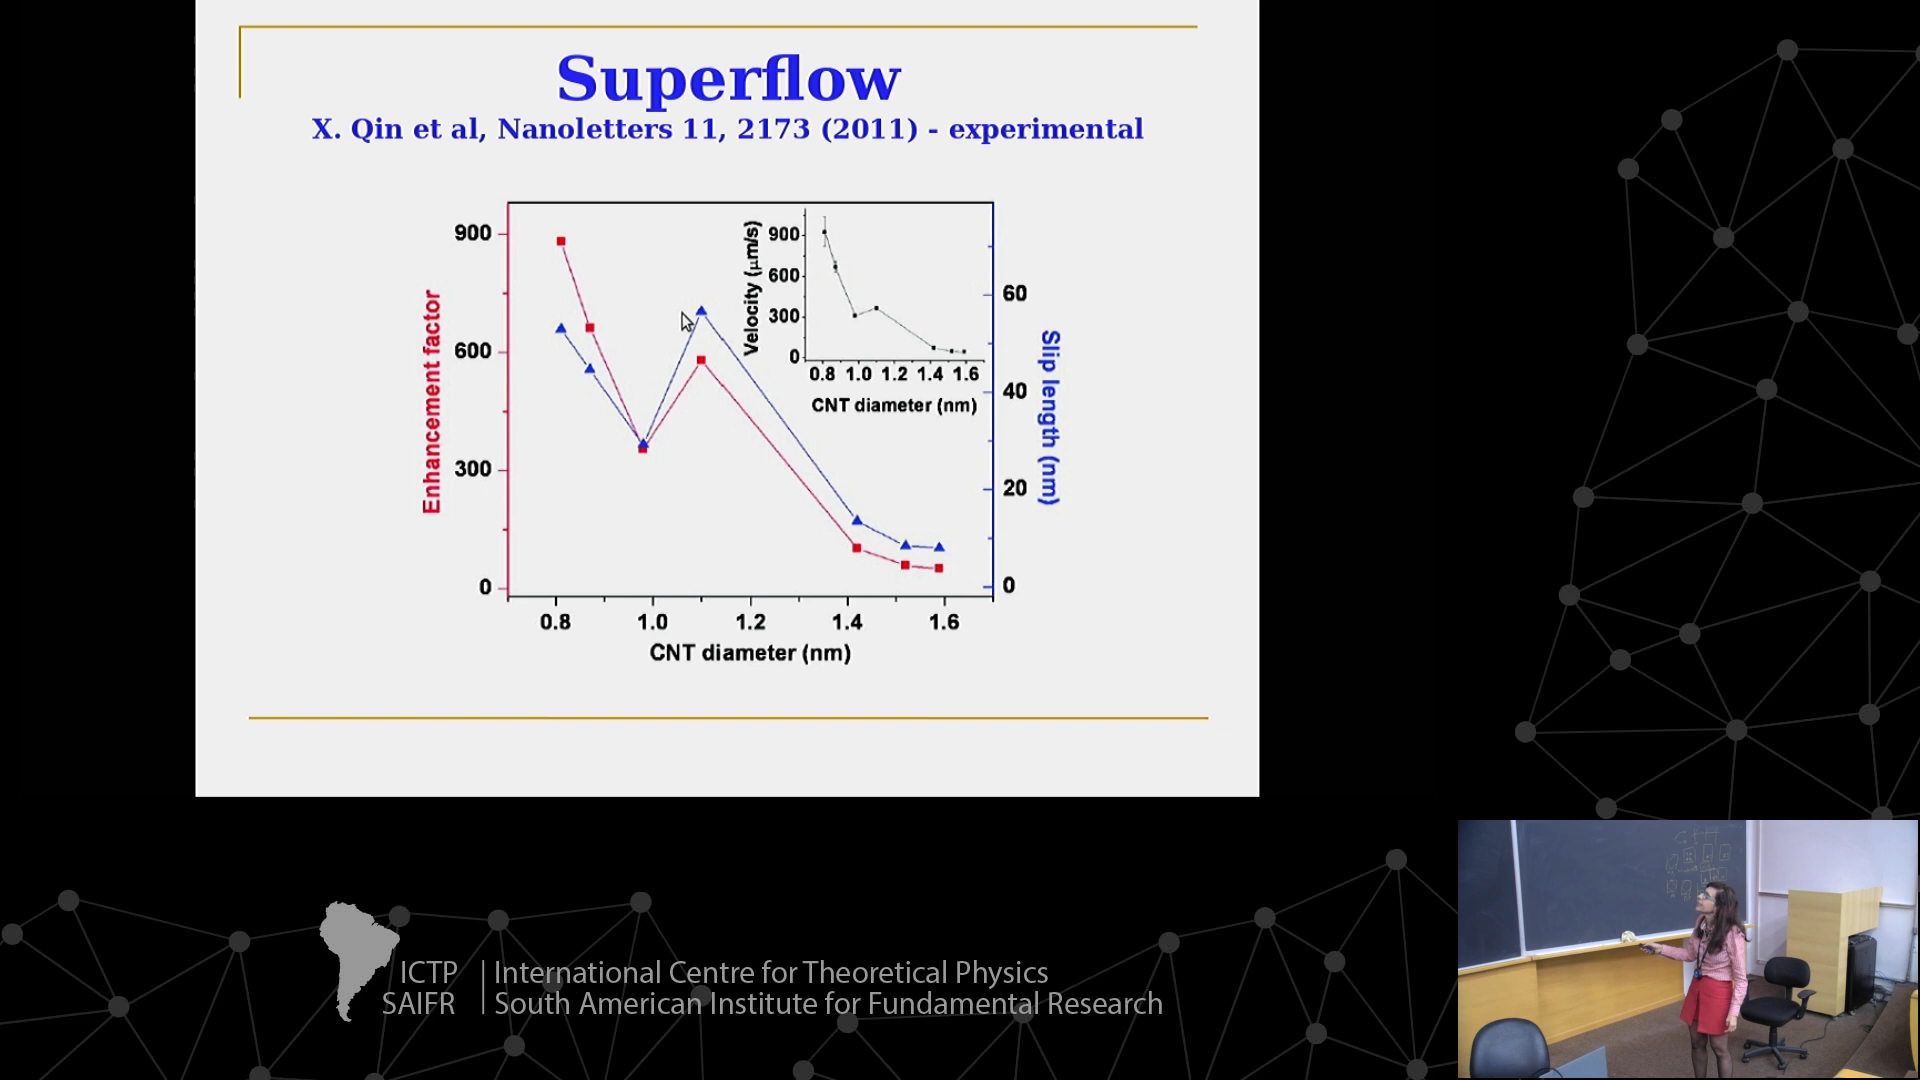 Superflow
X. Qin et al, Nanoletters 11, 2173 (2011) - experimental
900
600
300
0
Enhancement factor
0.8 1.0 1.2 1.4 1.6
CNT diameter (nm)
60
40
20
0
Slip length (nm)
900
600
300
0
Velocity (μm/s)
0.8 1.0 1.2 1.4 1.6
CNT diameter (nm)
ICTP
SAIFR
International Centre for Theoretical Physics
South American Institute for Fundamental Research